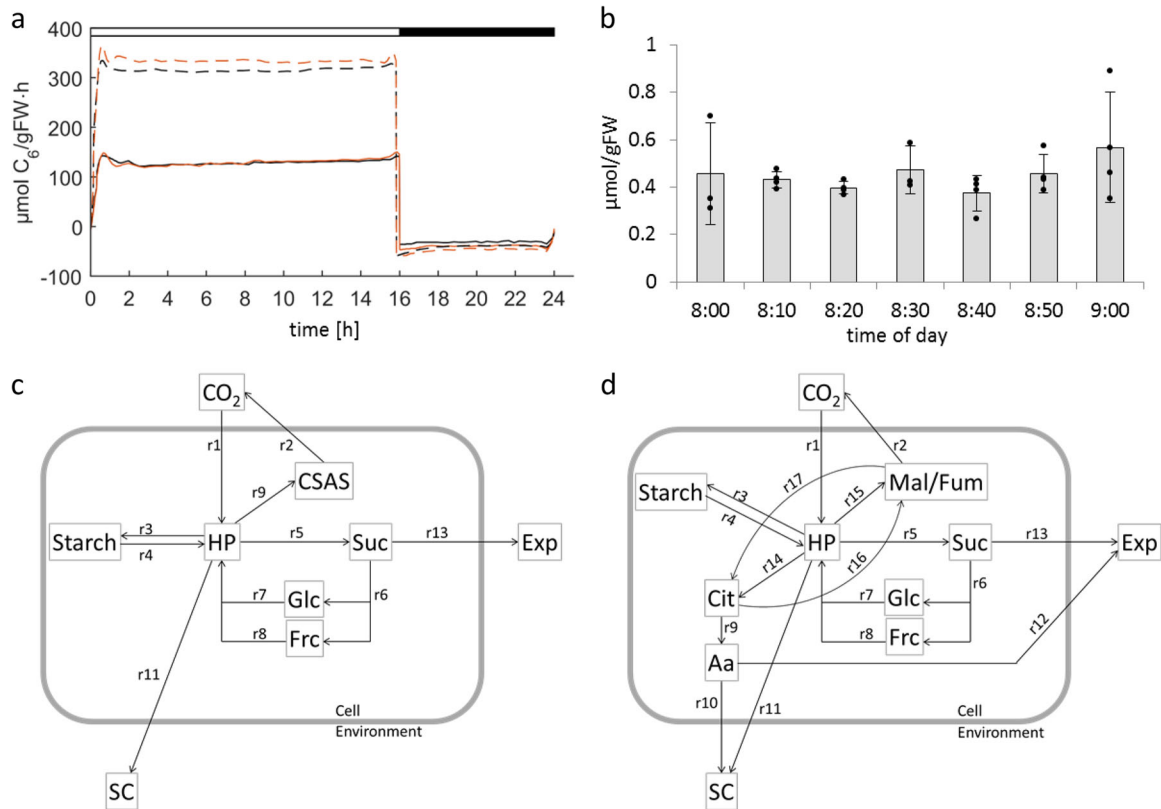 a
400
300
200
100
0
-100
µmol C6/gFW·h
0 2 4 6 8 10 12 14 16 18 20 22 24
time [h]
b
1
0.8
0.6
0.4
0.2
0
µmol/gFW
8:00 8:10 8:20 8:30 8:40 8:50 9:00
time of day
c
CO2
r1 r2
CSAS
r9
Starch r3 HP r5 Suc r13 Exp
r4
r7 Glc r6
r8 Frc
r11
Cell
Environment
SC
d
CO2
r1 r2
r17 Mal/Fum
Starch r3 r15
r4 HP r5 Suc r13 Exp
r14 r16 r6
Cit r7 Glc
r9 r8 Frc r12
Aa
r10 r11
Cell
Environment
SC